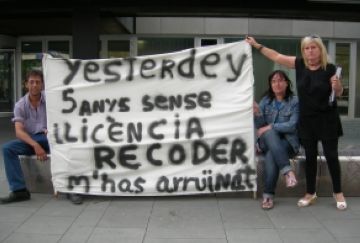 yesterdey
5 anys sense
llicència
RECODER
m'has arruïnat